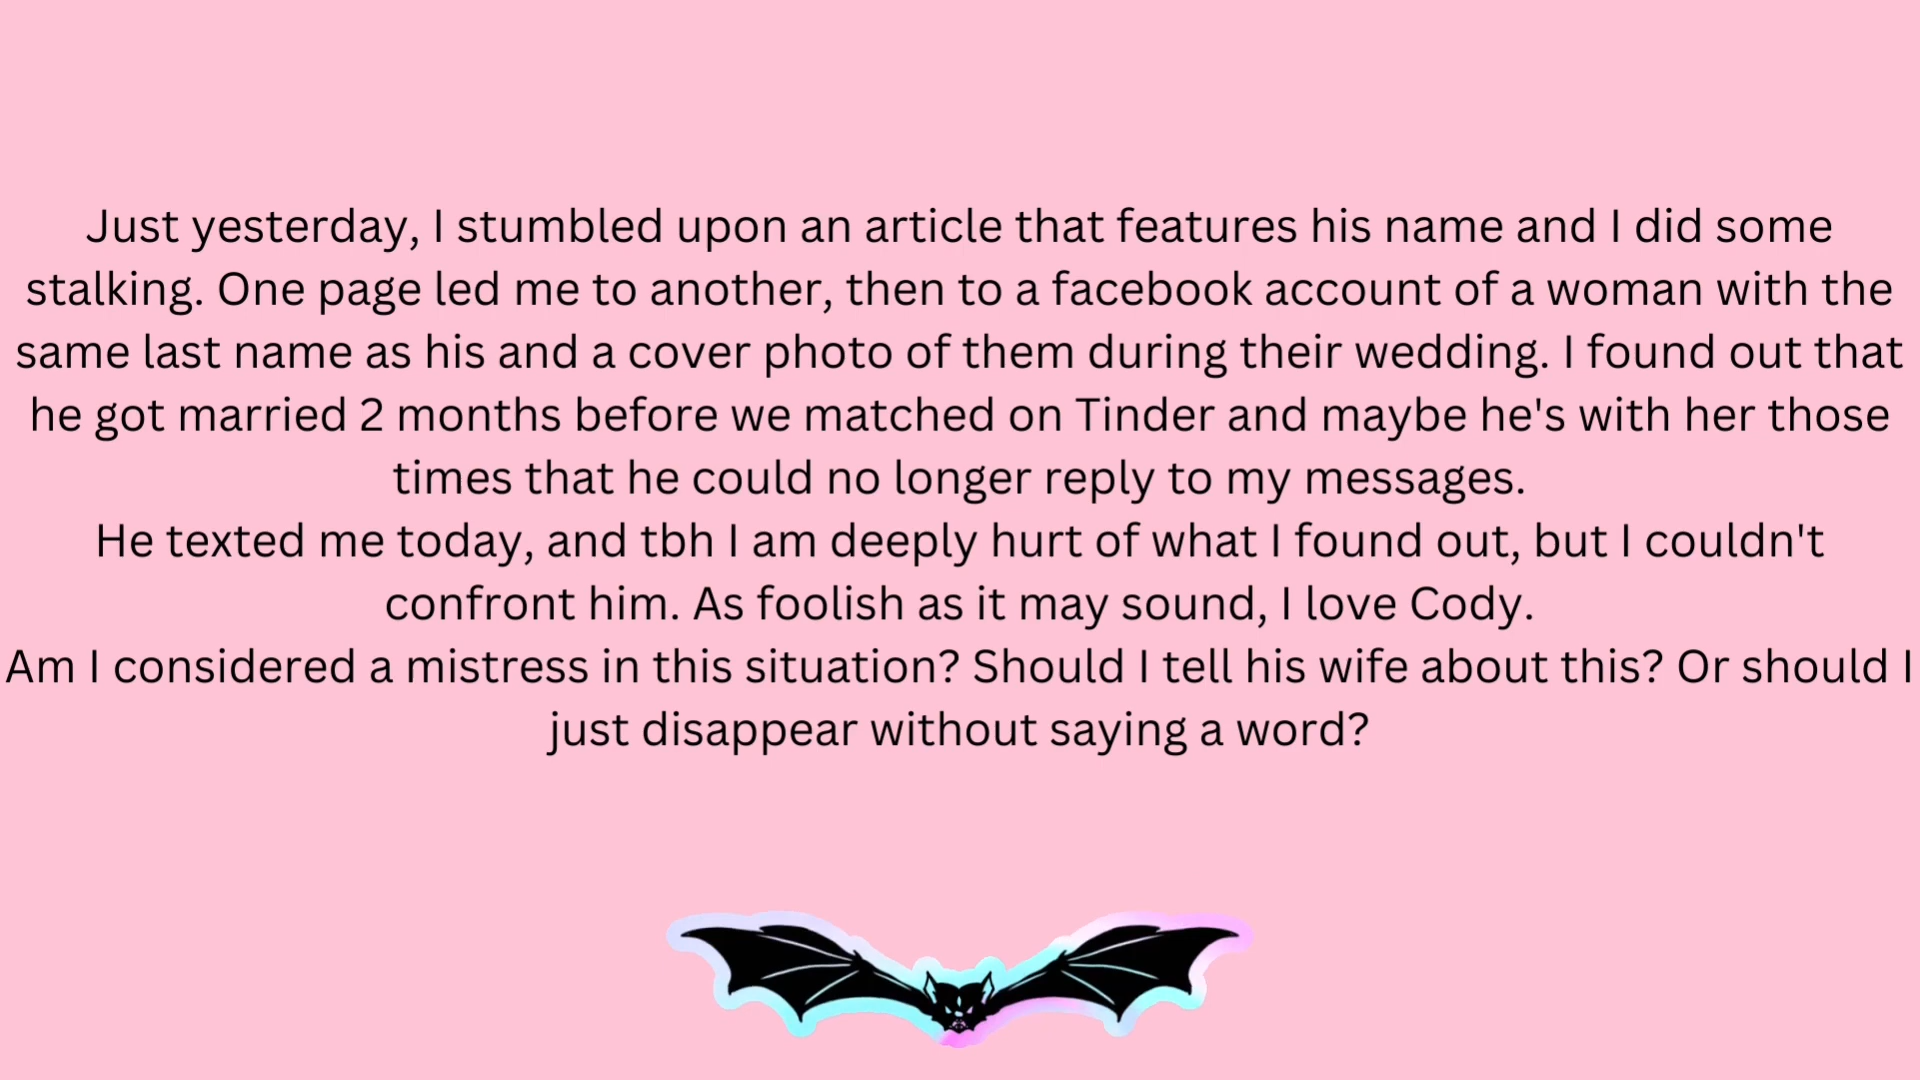 Just yesterday, I stumbled upon an article that features his name and I did some
stalking. One page led me to another, then to a facebook account of a woman with the
same last name as his and a cover photo of them during their wedding. I found out that
he got married 2 months before we matched on Tinder and maybe he's with her those
times that he could no longer reply to my messages.
He texted me today, and tbh I am deeply hurt of what I found out, but I couldn't
confront him. As foolish as it may sound, I love Cody.
Am I considered a mistress in this situation? Should I tell his wife about this? Or should I
just disappear without saying a word?